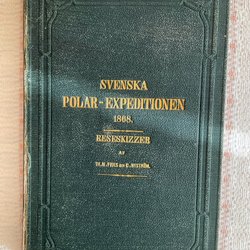 SVENSKA
POLAR-EXPEDITIONEN
1868.
RESESKIZZER
AF
TH. M. FRIES och C. NYSTRÖM.